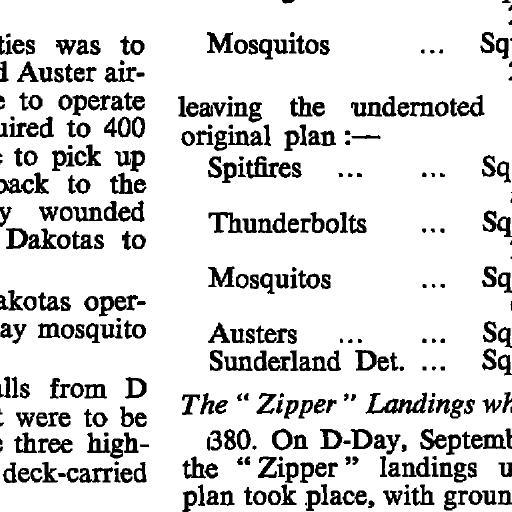 ties was to
d Auster air-
e to operate
uired to 400
e to pick up
back to the
y wounded
Dakotas to
akotas oper-
ay mosquito
alls from D
t were to be
e three high-
deck-carried
Mosquitos ... Sq
leaving the undernoted
original plan :—
Spitfires ... ... Sq
Thunderbolts ... Sq
Mosquitos ... Sq
Austers ... ... Sq
Sunderland Det. ... Sq
The " Zipper " Landings wh
380. On D-Day, Septemb
the " Zipper " landings u
plan took place, with groun